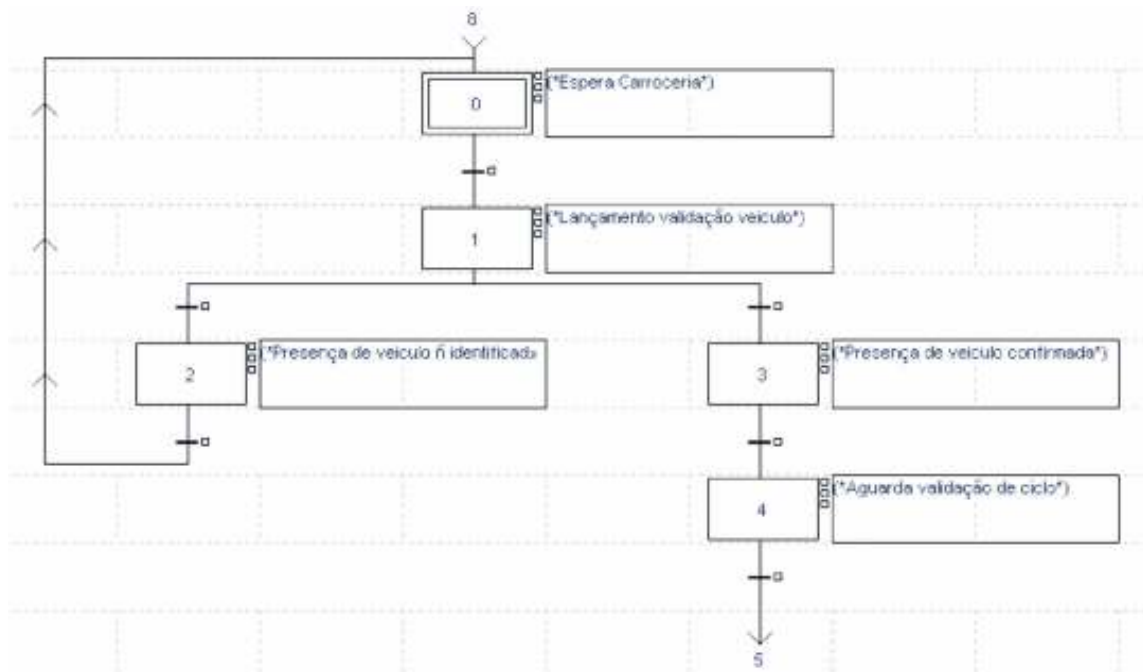 8
0
(*Espera Carroceria*)
1
(*Lançamento validação veiculo*)
2
(*Presença de veiculo ñ identificad»
3
(*Presença de veiculo confirmada*)
4
(*Aguarda validação de ciclo*)
5